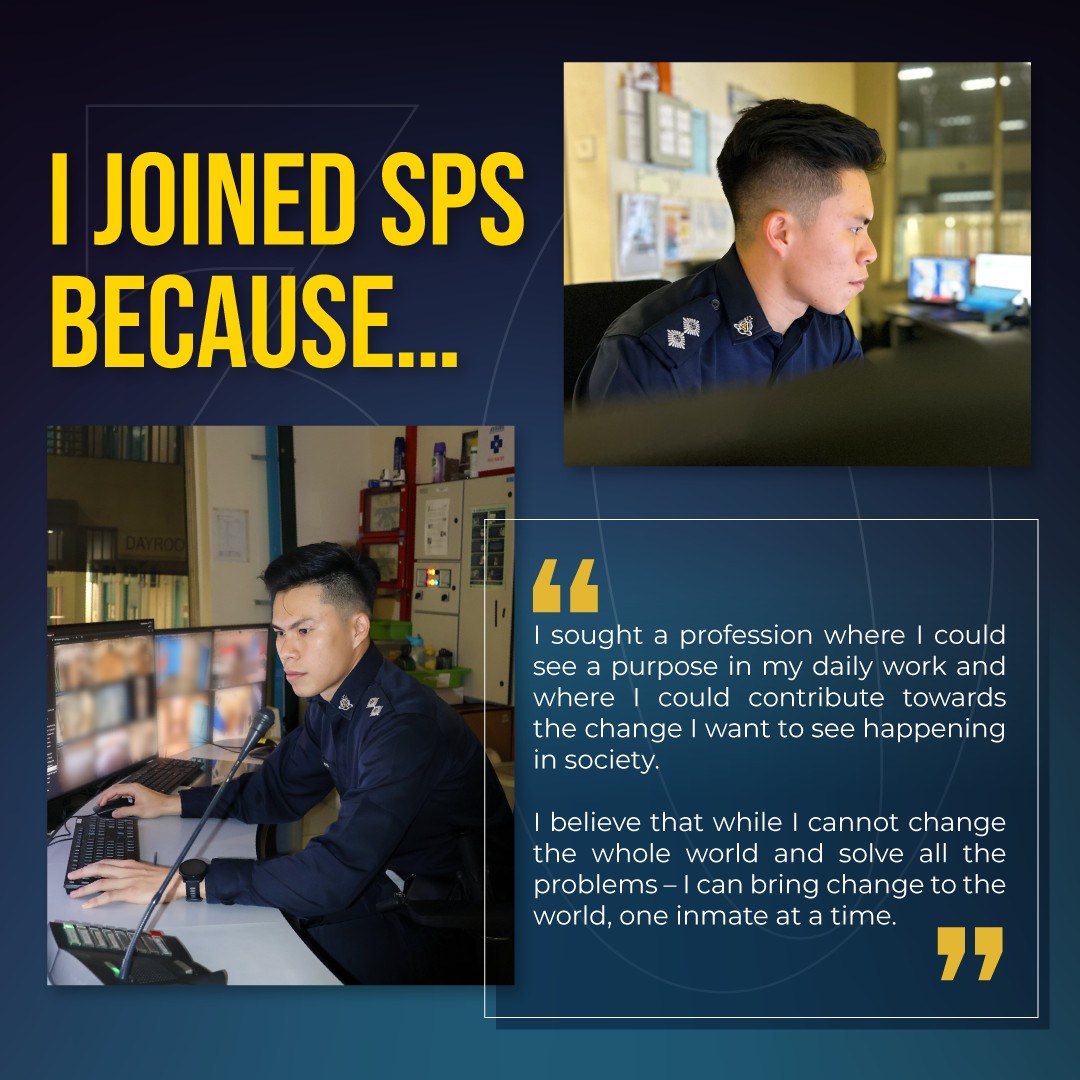 I JOINED SPS
BECAUSE...
DAYROO
“
I sought a profession where I could
see a purpose in my daily work and
where I could contribute towards
the change I want to see happening
in society.
I believe that while I cannot change
the whole world and solve all the
problems – I can bring change to the
world, one inmate at a time.
”